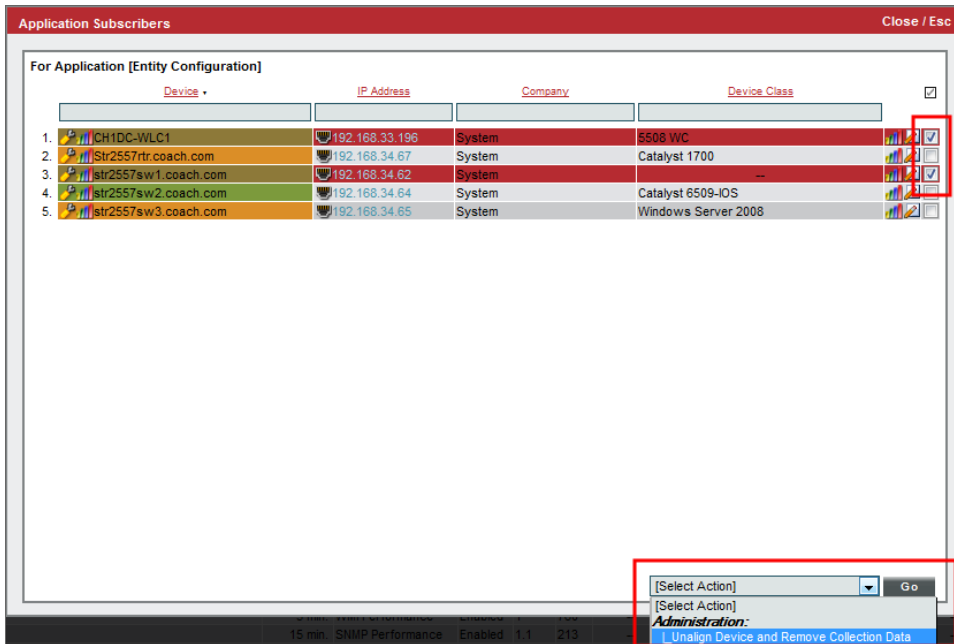 Application Subscribers Close / Esc
For Application [Entity Configuration]
Device IP Address Company Device Class
1. CH1DC-WLC1 192.168.33.196 System 5508 WC
2. Str2557rtr.coach.com 192.168.34.67 System Catalyst 1700
3. str2557sw1.coach.com 192.168.34.62 System --
4. str2557sw2.coach.com 192.168.34.64 System Catalyst 6509-IOS
5. str2557sw3.coach.com 192.168.34.65 System Windows Server 2008
[Select Action] Go
[Select Action]
Administration:
15 min. SNMP Performance Enabled 1.1 213 Unalign Device and Remove Collection Data